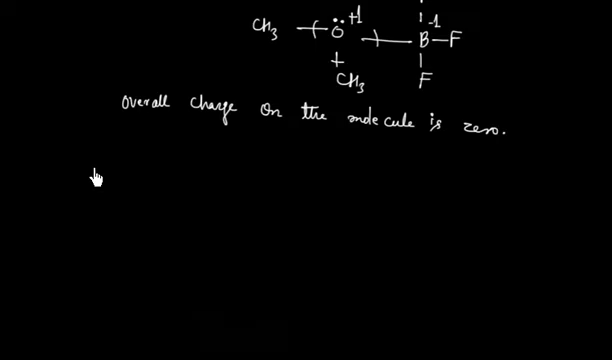 +1 -1
CH3 O B F
CH3 F
Overall charge on the molecule is zero.